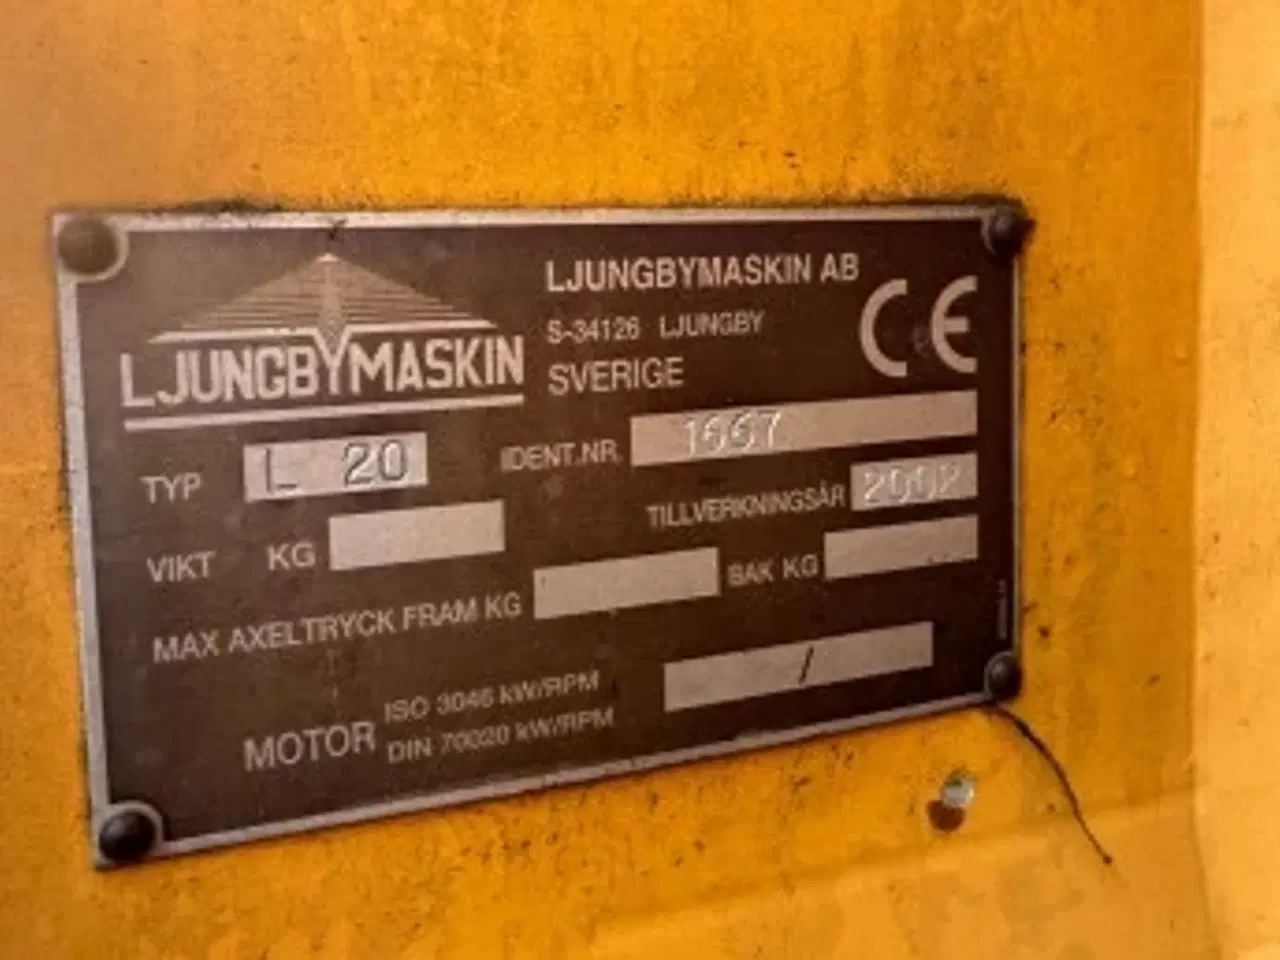 LJUNGBYMASKIN
LJUNGBYMASKIN AB
S-34126 LJUNGBY
SVERIGE
CE
TYP L 20
IDENT.NR. 1667
TILLVERKNINGSÅR 2002
VIKT KG
MAX AXELTRYCK FRAM KG
BAK KG
MOTOR
ISO 3046 kW/RPM
DIN 70020 kW/RPM
/